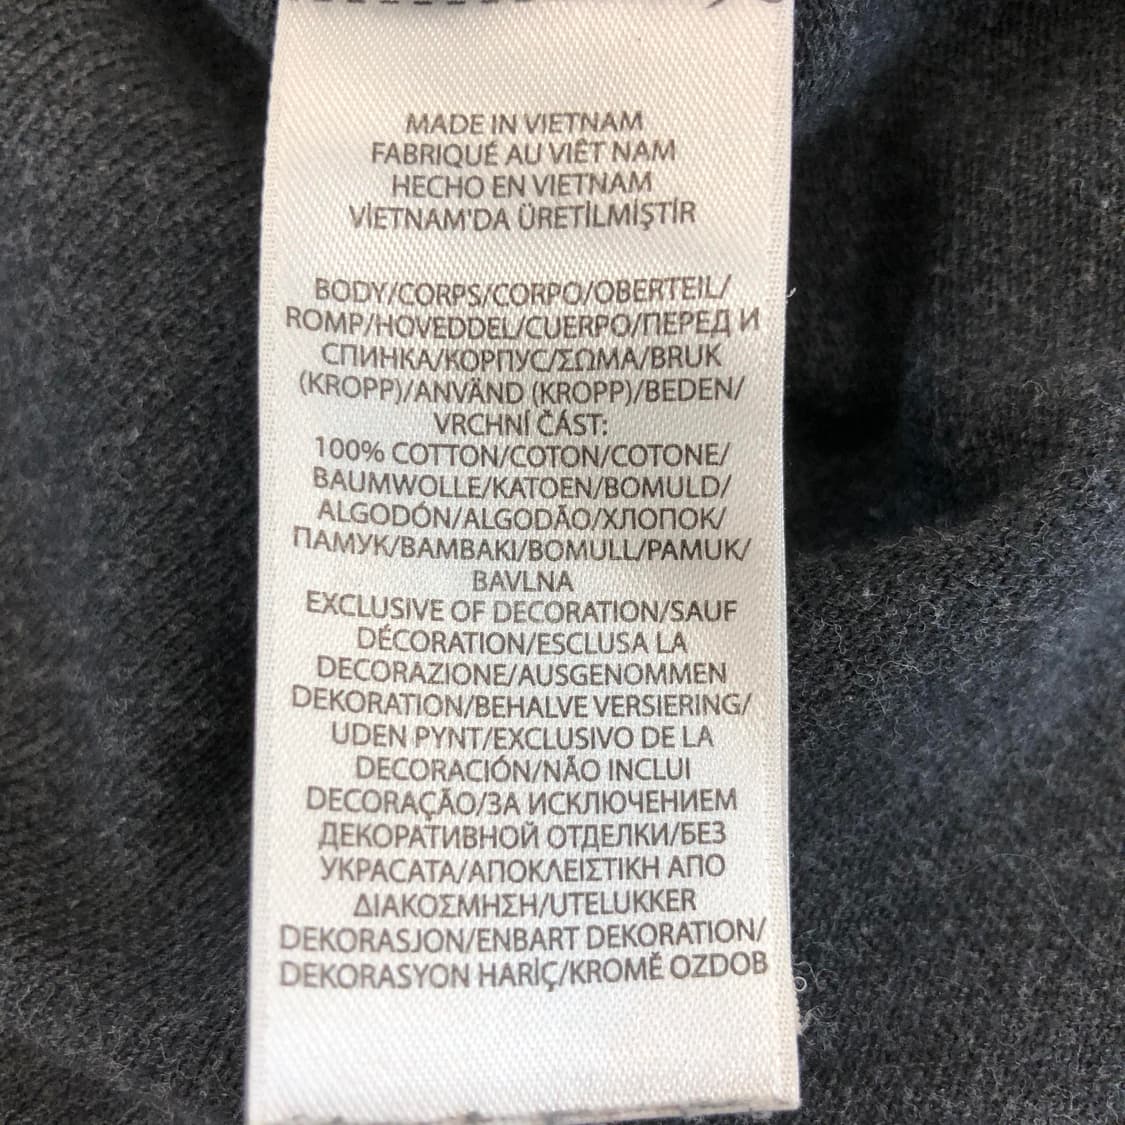 MADE IN VIETNAM
FABRIQUÉ AU VIÊT NAM
HECHO EN VIETNAM
VİETNAM'DA ÜRETİLMİŞTİR
BODY/CORPS/CORPO/OBERTEIL/
ROMP/HOVEDDEL/CUERPO/ПЕРЕД И
СПИНКА/КОРПУС/ΣΩΜΑ/BRUK
(KROPP)/ANVÄND (KROPP)/BEDEN/
VRCHNÍ ČÁST:
100% COTTON/COTON/COTONE/
BAUMWOLLE/KATOEN/BOMULD/
ALGODÓN/ALGODÃO/ХЛОПОК/
ПАМУК/BAMBAKI/BOMULL/PAMUK/
BAVLNA
EXCLUSIVE OF DECORATION/SAUF
DÉCORATION/ESCLUSA LA
DECORAZIONE/AUSGENOMMEN
DEKORATION/BEHALVE VERSIERING/
UDEN PYNT/EXCLUSIVO DE LA
DECORACIÓN/NÃO INCLUI
DECORAÇÃO/ЗА ИСКЛЮЧЕНИЕМ
ДЕКОРАТИВНОЙ ОТДЕЛКИ/БЕЗ
УКРАСАТА/ΑΠΟΚΛΕΙΣΤΙΚΗ ΑΠΟ
ΔΙΑΚΟΣΜΗΣΗ/UTELUKKER
DEKORASJON/ENBART DEKORATION/
DEKORASYON HARİÇ/KROMĚ OZDOB